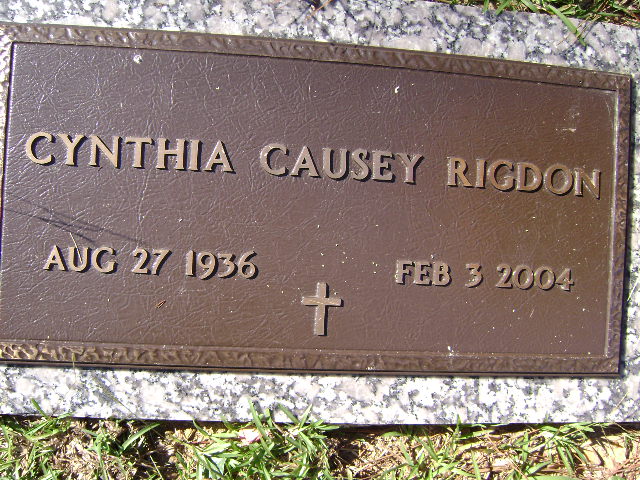 CYNTHIA CAUSEY RIGDON
AUG 27 1936 FEB 3 2004